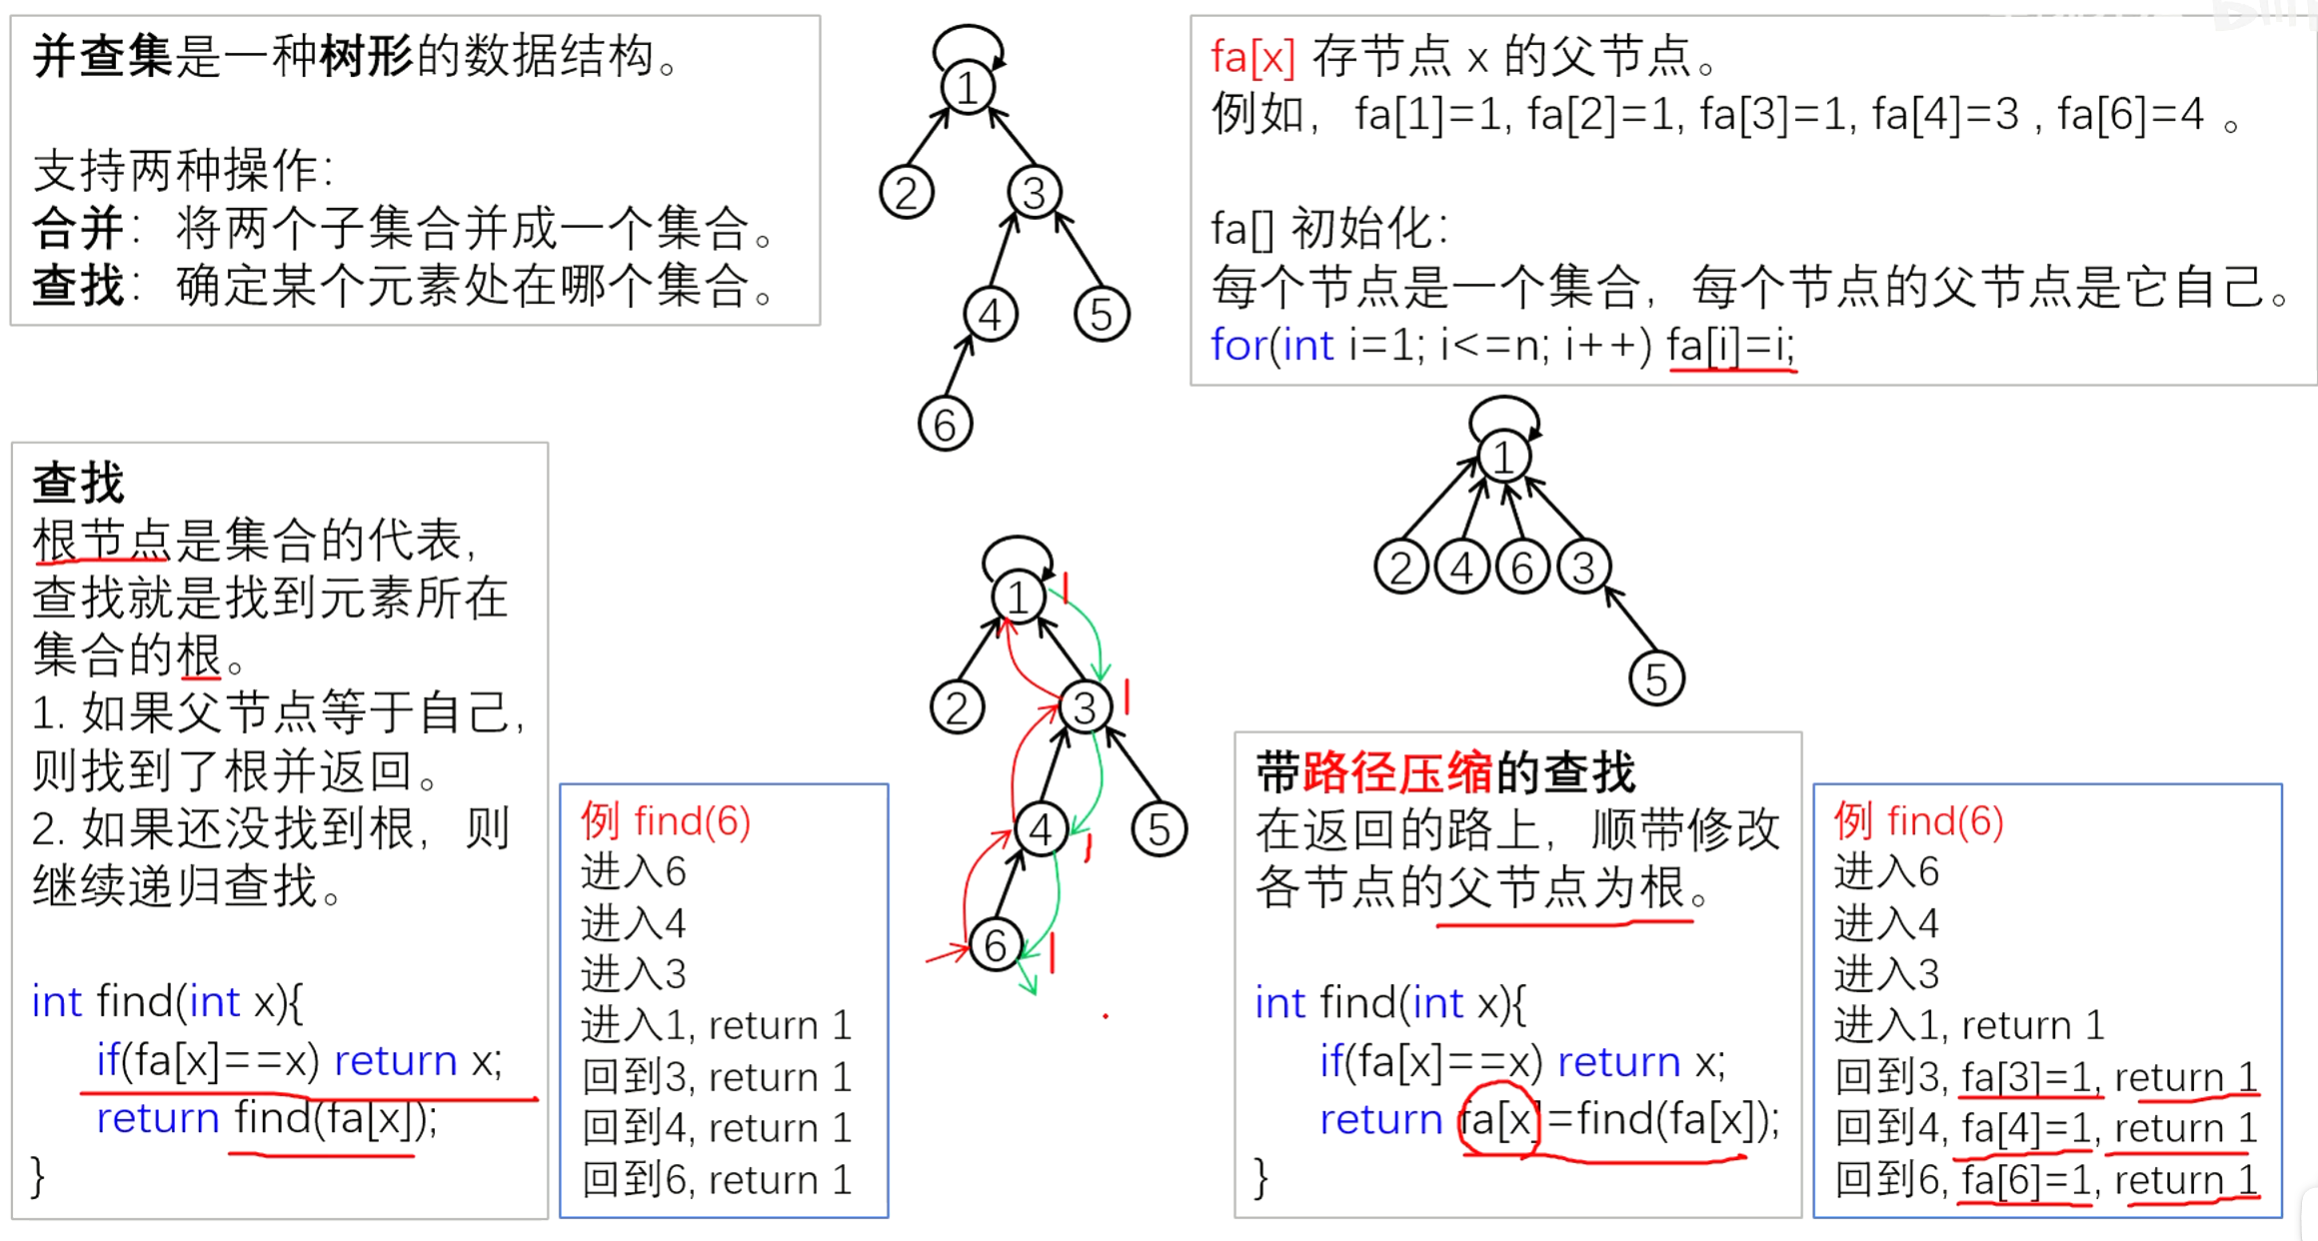 并查集是一种树形的数据结构。
支持两种操作：
合并：将两个子集合并成一个集合。
查找：确定某个元素处在哪个集合。
1
2
3
4
5
6
fa[x] 存节点 x 的父节点。
例如，fa[1]=1, fa[2]=1, fa[3]=1, fa[4]=3 , fa[6]=4 。
fa[] 初始化：
每个节点是一个集合，每个节点的父节点是它自己。
for(int i=1; i<=n; i++) fa[i]=i;
1
2 4 6 3
5
查找
根节点是集合的代表，
查找就是找到元素所在
集合的根。
1. 如果父节点等于自己，
则找到了根并返回。
2. 如果还没找到根，则
继续递归查找。
int find(int x){
if(fa[x]==x) return x;
return find(fa[x]);
}
例 find(6)
进入6
进入4
进入3
进入1, return 1
回到3, return 1
回到4, return 1
回到6, return 1
1 1
2 3 1
4 1 5
6 1
带路径压缩的查找
在返回的路上，顺带修改
各节点的父节点为根。
int find(int x){
if(fa[x]==x) return x;
return fa[x]=find(fa[x]);
}
例 find(6)
进入6
进入4
进入3
进入1, return 1
回到3, fa[3]=1, return 1
回到4, fa[4]=1, return 1
回到6, fa[6]=1, return 1